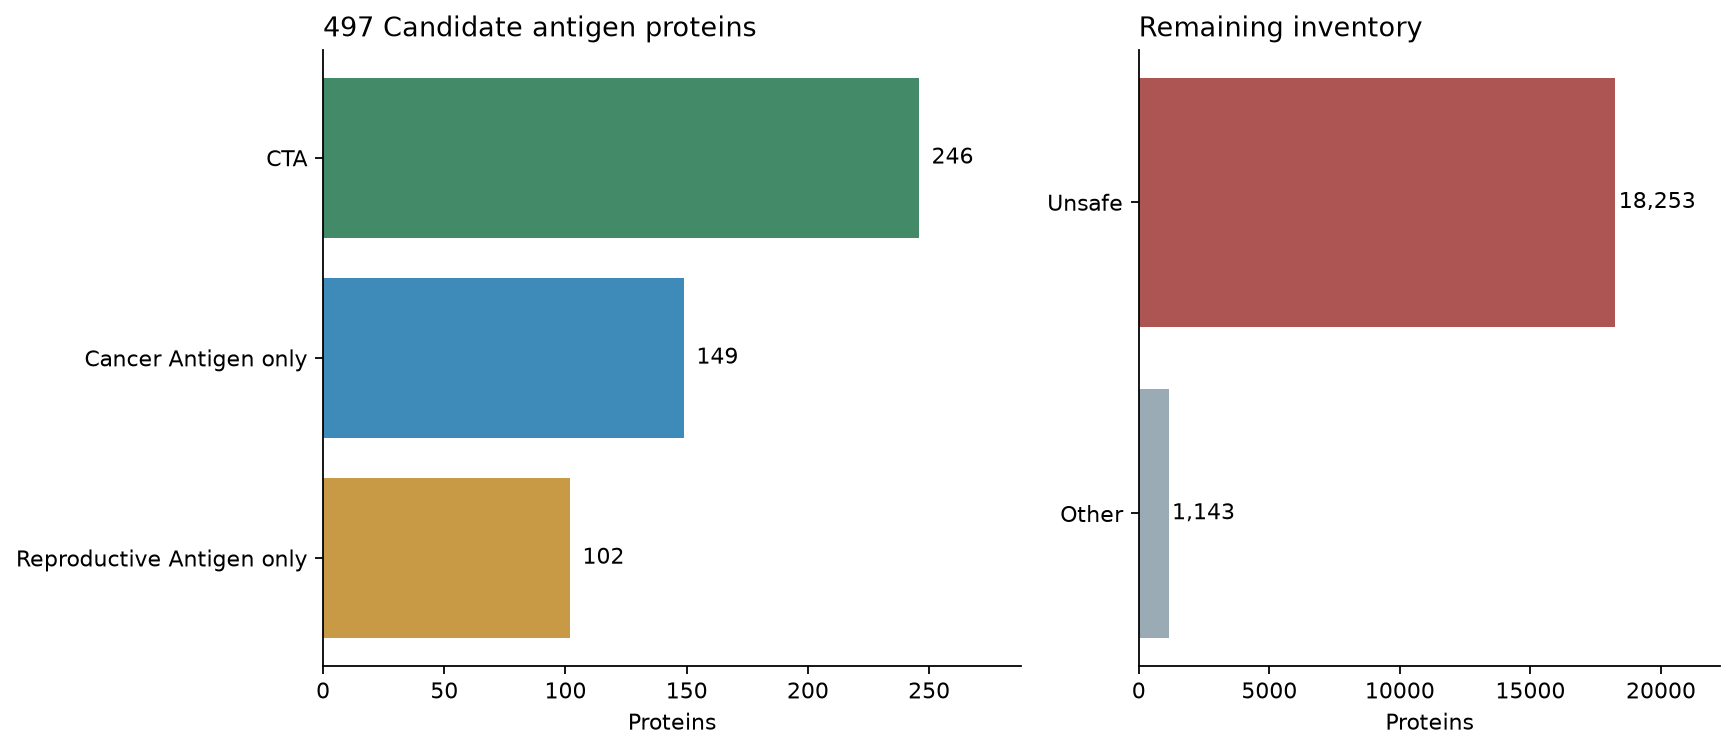 497 Candidate antigen proteins
CTA
246
Cancer Antigen only
149
Reproductive Antigen only
102
0 50 100 150 200 250
Proteins
Remaining inventory
Unsafe
18,253
Other
1,143
0 5000 10000 15000 20000
Proteins